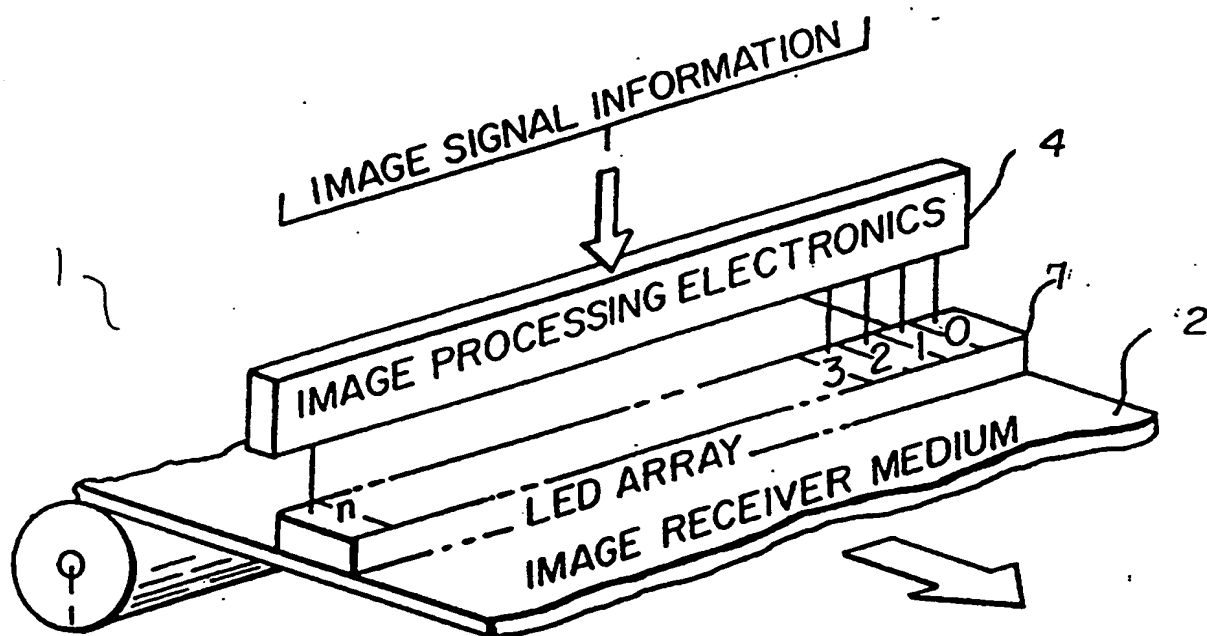 IMAGE SIGNAL INFORMATION
4
IMAGE PROCESSING ELECTRONICS
1
7
2
3 2 1 0
n
LED ARRAY
IMAGE RECEIVER MEDIUM